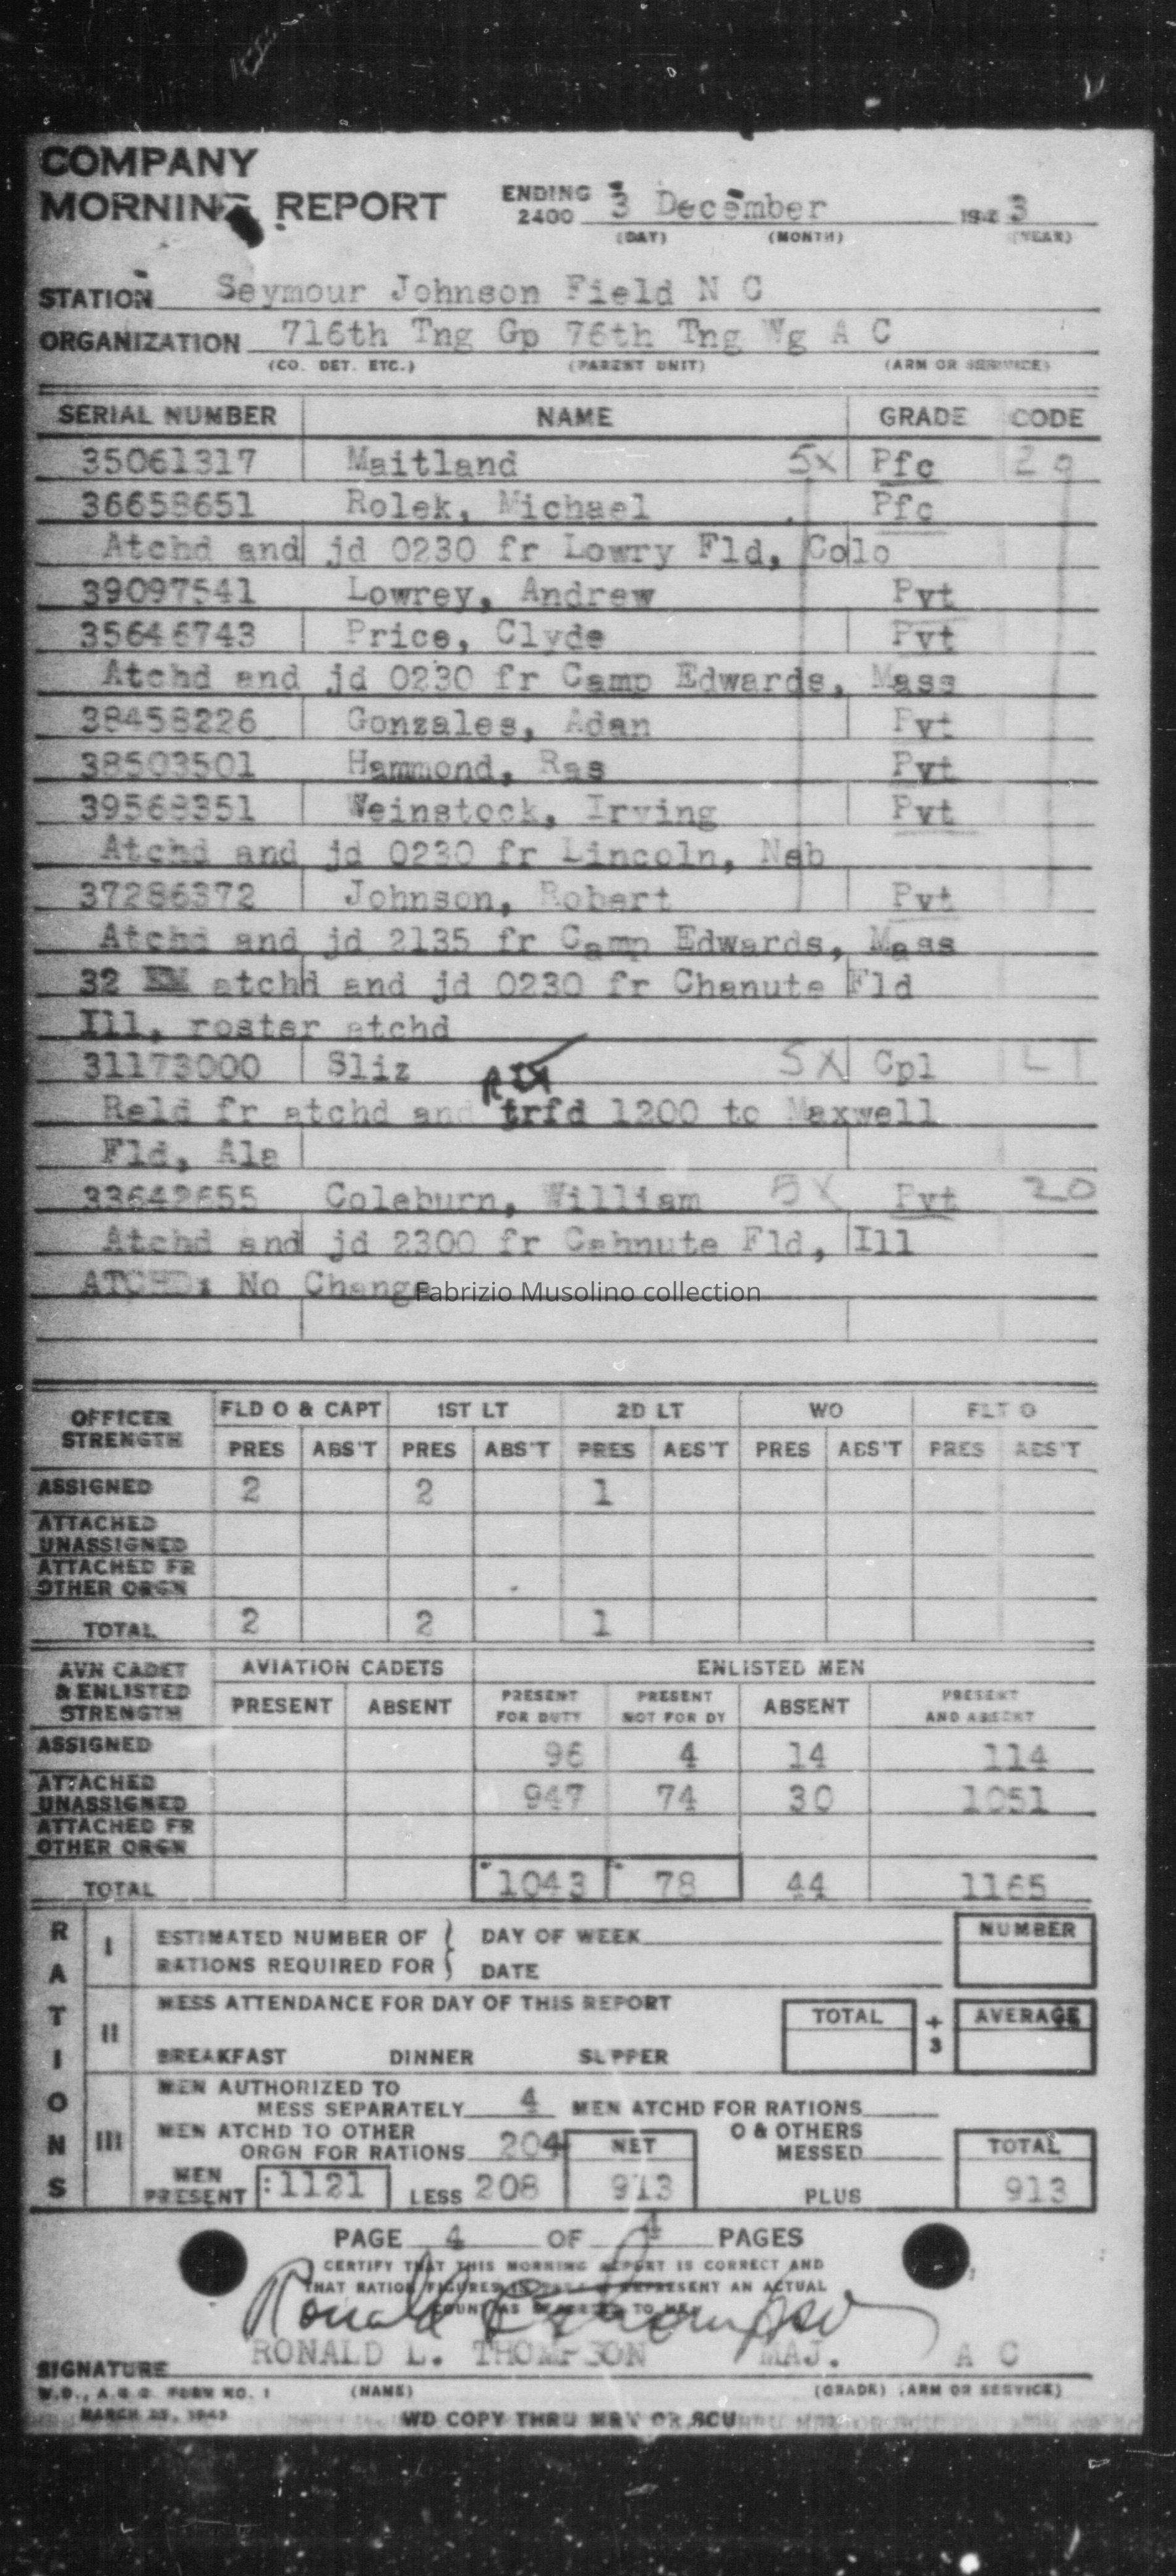 COMPANY
MORNING REPORT
ENDING 2400 3 December 1943
(DAY) (MONTH) (YEAR)
STATION Seymour Johnson Field N C
ORGANIZATION 716th Tng Gp 76th Tng Wg A C
(CO. DET. ETC.) (PARENT UNIT) (ARM OR SERVICE)
SERIAL NUMBER NAME GRADE CODE
35061317 Maitland 5X Pfc
36658651 Rolek, Michael Pfc
Atchd and jd 0230 fr Lowry Fld, Colo
39097541 Lowrey, Andrew Pvt
35646743 Price, Clyde Pvt
Atchd and jd 0230 fr Camp Edwards, Mass
38458226 Gonzales, Adan Pvt
38503501 Hammond, Ras Pvt
39568351 Weinstock, Irving Pvt
Atchd and jd 0230 fr Lincoln, Neb
37286372 Johnson, Robert Pvt
Atchd and jd 2135 fr Camp Edwards, Mass
32 EM atchd and jd 0230 fr Chanute Fld
Ill, roster atchd
31173000 Sliz 5X Cpl
Reld fr atchd and trfd 1200 to Maxwell
Fld, Ala
33642655 Coleburn, William 5X Pvt 20
Atchd and jd 2300 fr Cahnute Fld, Ill
ATCHD: No Change
Fabrizio Musolino collection
OFFICER STRENGTH FLD O & CAPT 1ST LT 2D LT WO FLT O
PRES ABS'T PRES ABS'T PRES ABS'T PRES ABS'T PRES ABS'T
ASSIGNED 2 2 1
ATTACHED UNASSIGNED
ATTACHED FR OTHER ORGN
TOTAL 2 2 1
AVN CADET & ENLISTED STRENGTH AVIATION CADETS ENLISTED MEN
PRESENT ABSENT PRESENT FOR DUTY PRESENT NOT FOR DY ABSENT PRESENT AND ABSENT
ASSIGNED 96 4 14 114
ATTACHED UNASSIGNED 947 74 30 1051
ATTACHED FR OTHER ORGN
TOTAL 1043 78 44 1165
RATIONS
I ESTIMATED NUMBER OF DAY OF WEEK NUMBER
RATIONS REQUIRED FOR DATE
II MESS ATTENDANCE FOR DAY OF THIS REPORT TOTAL ÷ 3 AVERAGE
BREAKFAST DINNER SUPPER
III MEN AUTHORIZED TO
MESS SEPARATELY 4 MEN ATCHD FOR RATIONS
MEN ATCHD TO OTHER O & OTHERS
ORGN FOR RATIONS 204 NET MESSED TOTAL
MEN PRESENT :1121 LESS 208 913 PLUS 913
PAGE 4 OF 4 PAGES
CERTIFY THAT THIS MORNING REPORT IS CORRECT AND
THAT RATION FIGURES REPRESENT AN ACTUAL
Ronald L Thompson
RONALD L. THOMPSON MAJ. A C
SIGNATURE
(NAME) (GRADE) (ARM OR SERVICE)
W.D., A.G.O. FORM NO. 1
MARCH 25, 1943
WD COPY THRU MRU OR SCU